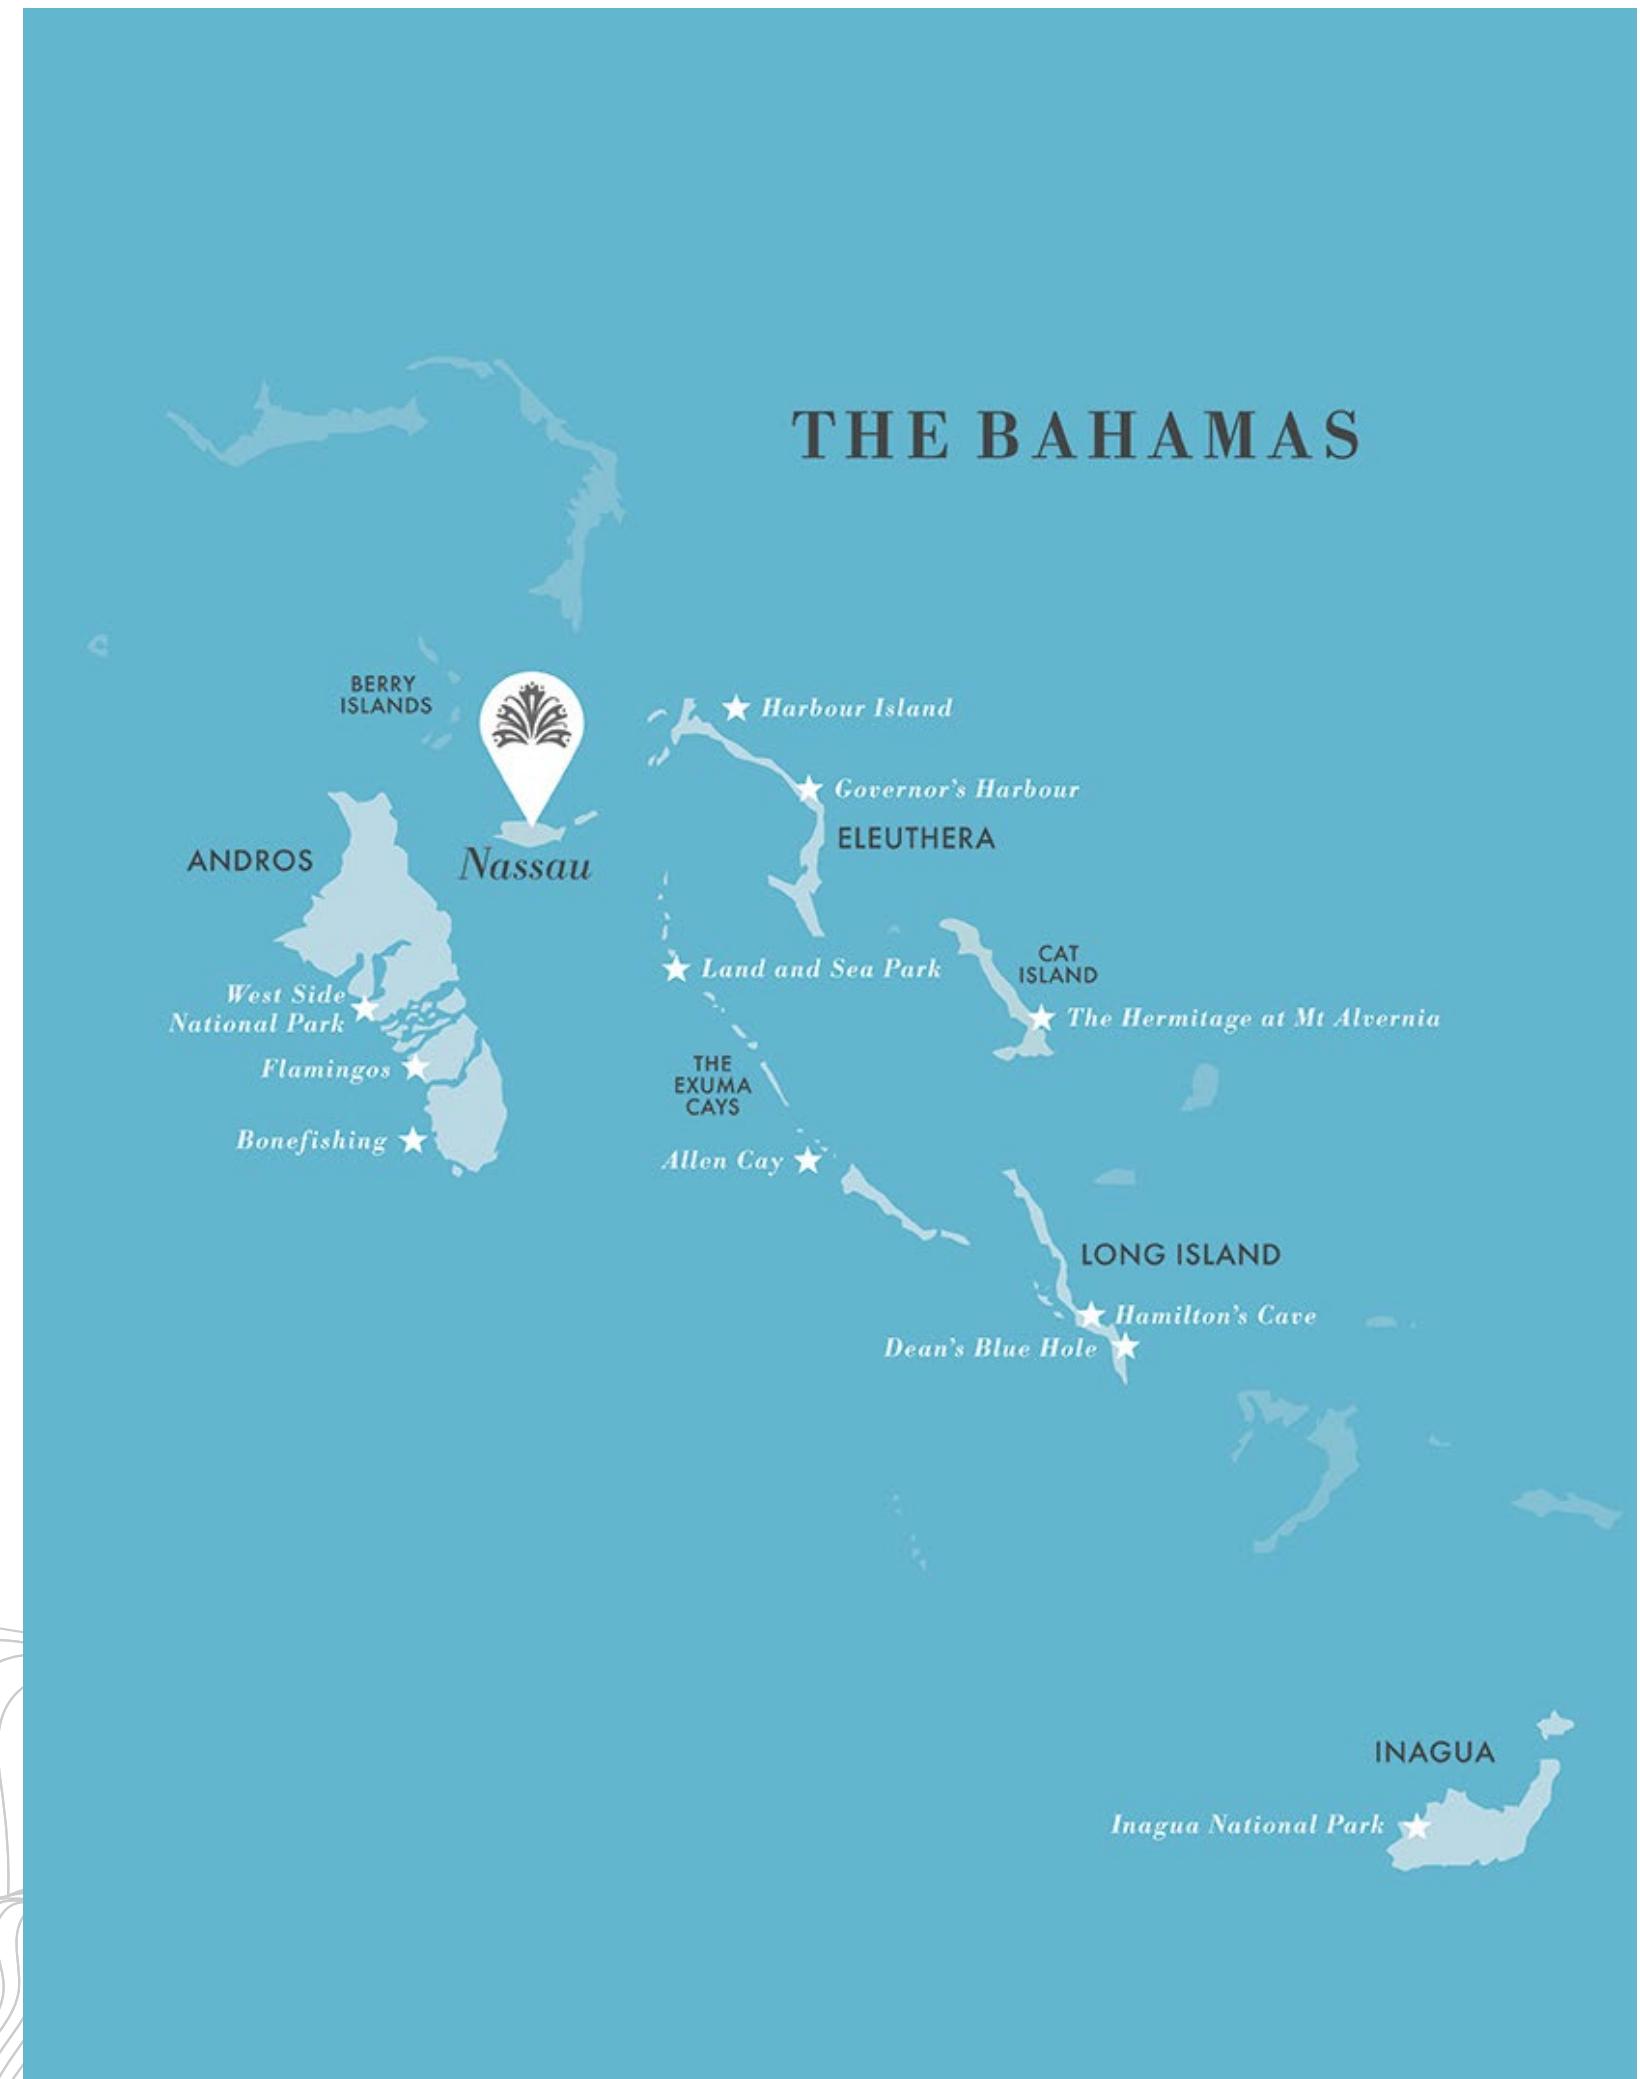 THE BAHAMAS
BERRY
ISLANDS
Harbour Island
Governor's Harbour
ELEUTHERA
ANDROS
Nassau
CAT
ISLAND
Land and Sea Park
West Side
National Park
The Hermitage at Mt Alvernia
Flamingos
THE
EXUMA
CAYS
Bonefishing
Allen Cay
LONG ISLAND
Hamilton's Cave
Dean's Blue Hole
INAGUA
Inagua National Park